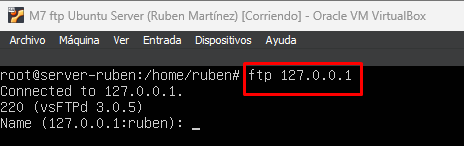 M7 ftp Ubuntu Server (Ruben Martínez) [Corriendo] - Oracle VM VirtualBox
Archivo Máquina Ver Entrada Dispositivos Ayuda
root@server-ruben:/home/ruben# ftp 127.0.0.1
Connected to 127.0.0.1.
220 (vsFTPd 3.0.5)
Name (127.0.0.1:ruben): _